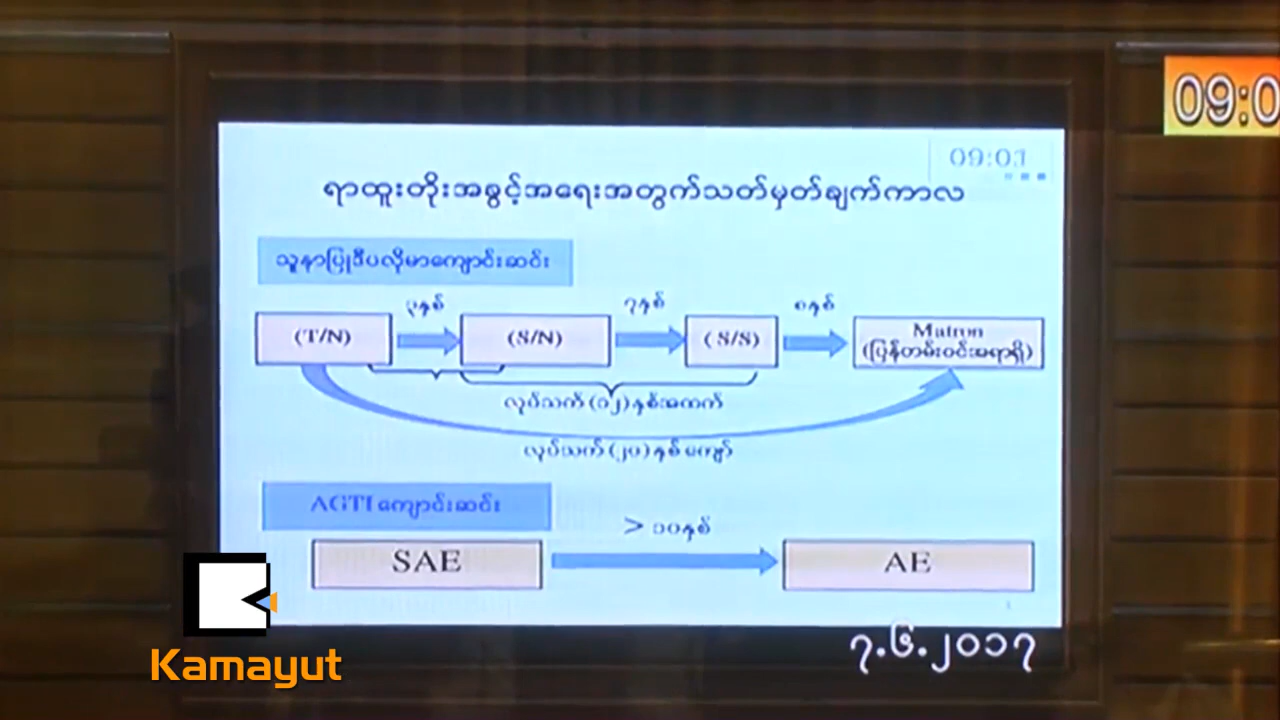 09:0
09:01
ရာထူးတိုးအခွင့်အရေးအတွက်သတ်မှတ်ချက်ကာလ
သူနာပြုဒီပလိုမာကျောင်းဆင်း
၃နှစ် ၇နှစ် ၈နှစ်
(T/N) (S/N) (S/S) Matron
(ပြန်တမ်းဝင်အရာရှိ)
လုပ်သက် (၁၂) နှစ်အထက်
လုပ်သက် (၂၀) နှစ် ကျော်
AGTI ကျောင်းဆင်း
> ၁၀နှစ်
SAE AE
၇.၆.၂၀၁၇
Kamayut